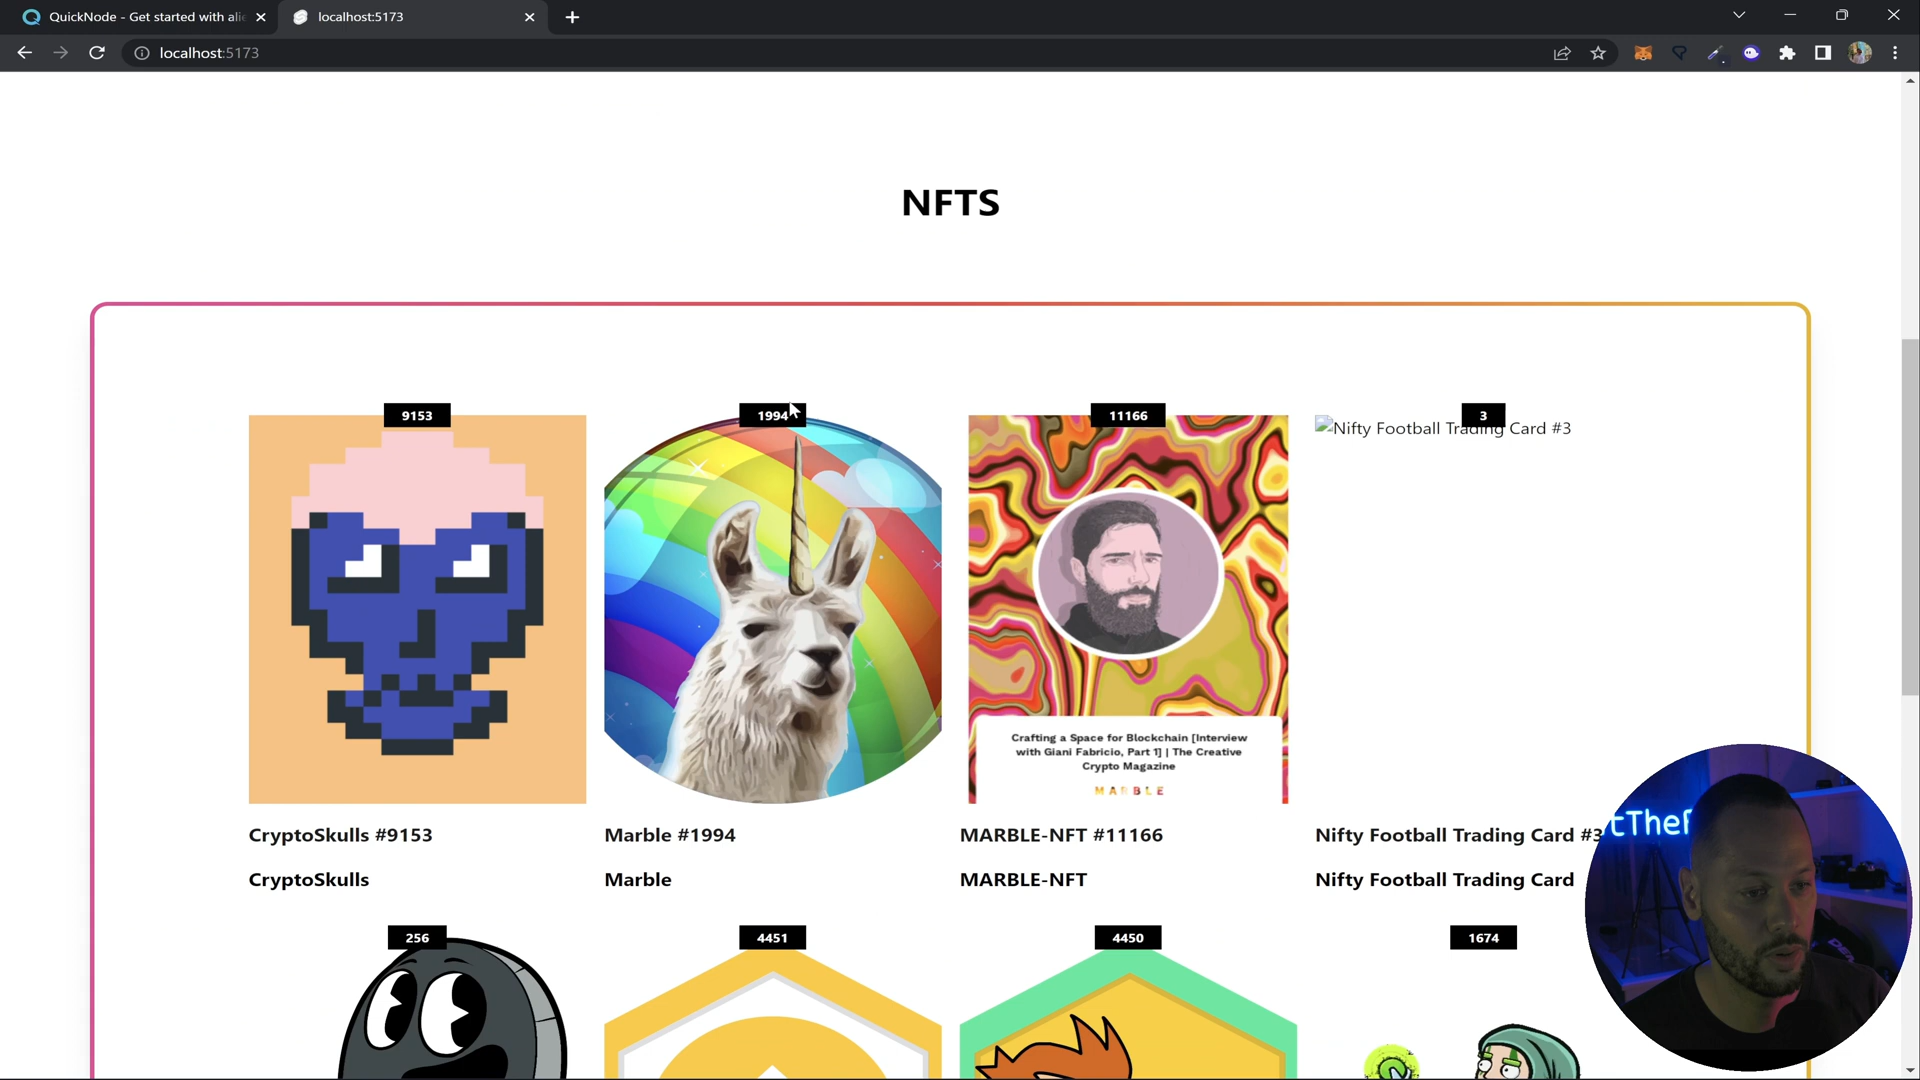 QuickNode - Get started with alie
localhost:5173
localhost:5173
NFTS
9153
1994
11166
3
Nifty Football Trading Card #3
Crafting a Space for Blockchain [Interview
with Giani Fabricio, Part 1] | The Creative
Crypto Magazine
MARBLE
CryptoSkulls #9153
Marble #1994
MARBLE-NFT #11166
Nifty Football Trading Card #3
CryptoSkulls
Marble
MARBLE-NFT
Nifty Football Trading Card
256
4451
4450
1674